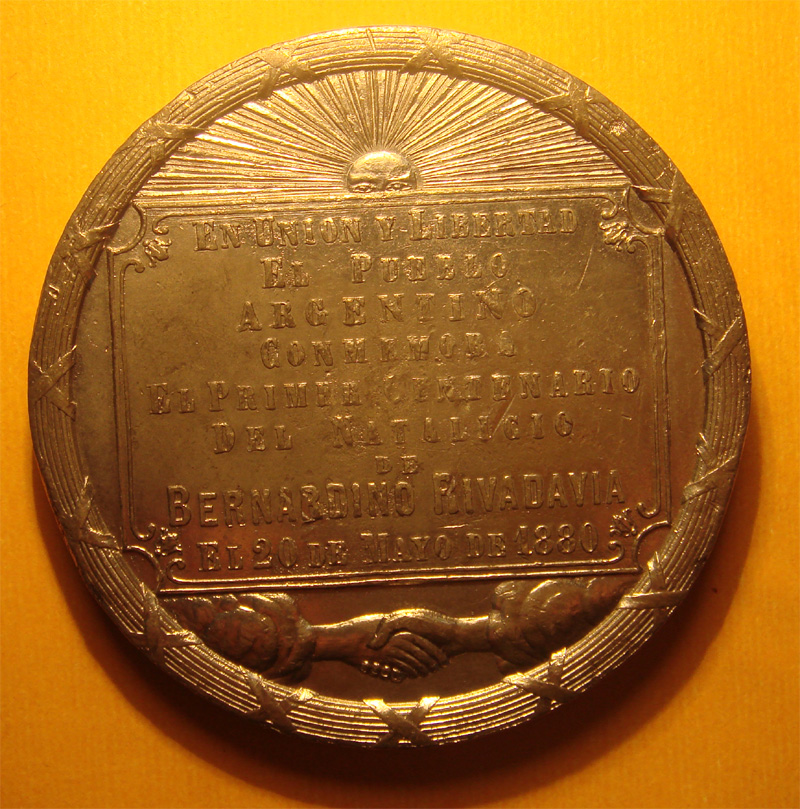 EN UNION Y LIBERTAD
EL PUEBLO
ARGENTINO
CONMEMORA
EL PRIMER CENTENARIO
DEL NATALICIO
DE
BERNARDINO RIVADAVIA
EL 20 DE MAYO DE 1880